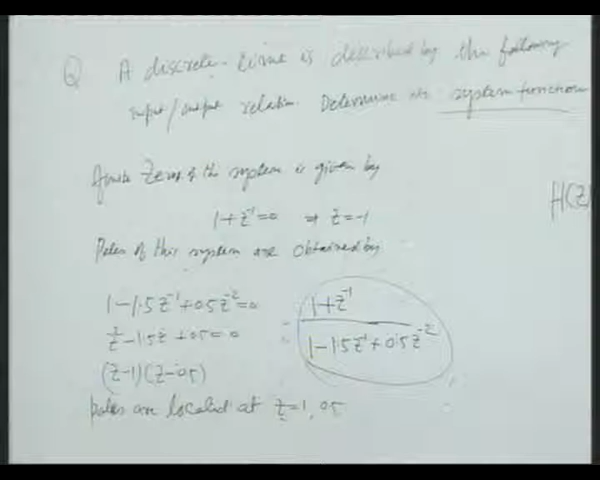 Q A discrete-time is described by the following
input/output relation. Determine its system function
finite Zeros of the system is given by
1+z⁻¹=0 ⇒ z=-1
H(Z)
Poles of this system are obtained by
1-1.5z⁻¹+0.5z⁻²=0
z²-1.5z+0.5=0
(z-1)(z-0.5)
1+z⁻¹
1-1.5z⁻¹+0.5z⁻²
poles are located at z=1, 0.5